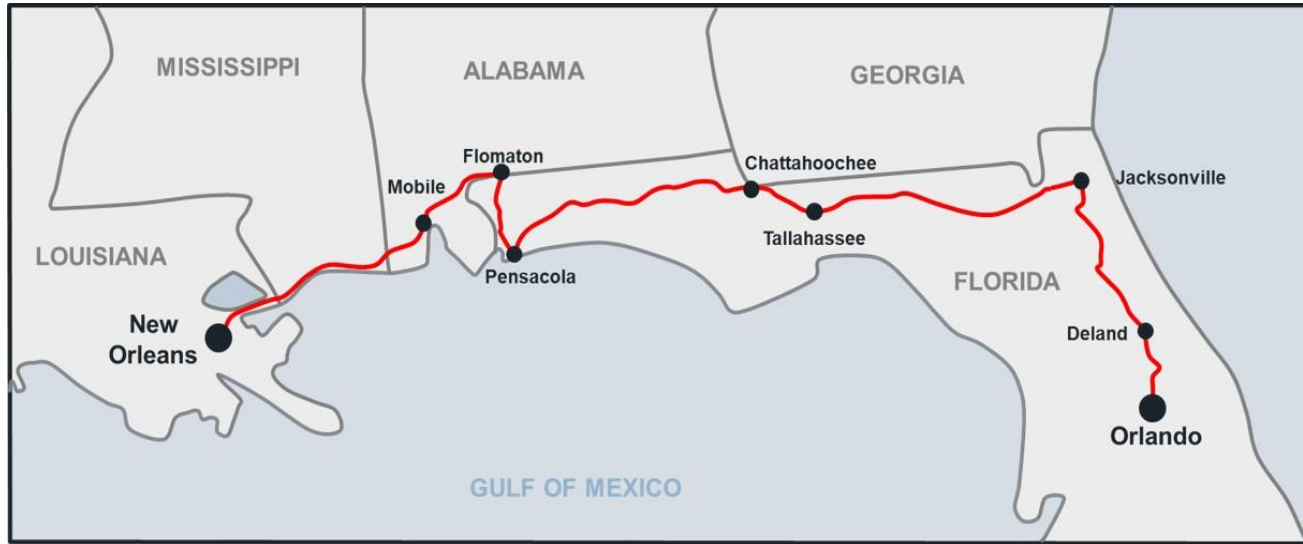 MISSISSIPPI
ALABAMA
GEORGIA
Flomaton
Chattahoochee
Mobile
Jacksonville
Tallahassee
LOUISIANA
Pensacola
FLORIDA
New
Orleans
Deland
Orlando
GULF OF MEXICO